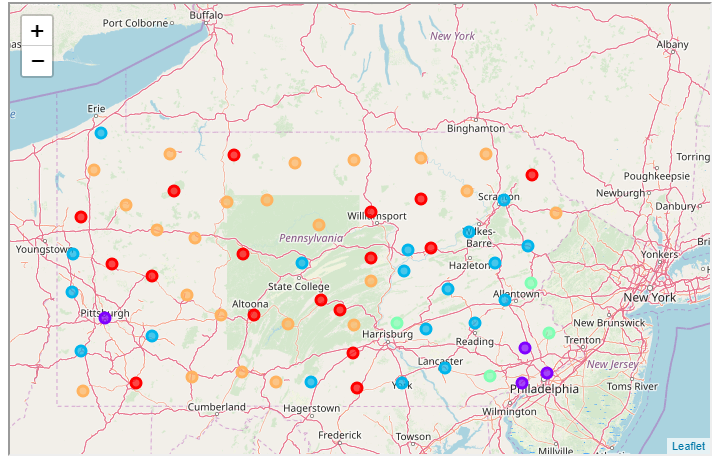 +
−
Buffalo
Port Colborne
New York
Albany
Erie
Binghamton
Torring
Poughkeepsie
Scranton
Newburgh
Danbury
Williamsport
Wilkes-
Barre
Pennsylvania
Youngstown
Yonkers
Bri
Hazleton
State College
Allentown
New York
Altoona
Pittsburgh
New Brunswick
Harrisburg
Reading
Trenton
Lancaster
New Jersey
York
Philadelphia
Toms River
Cumberland
Hagerstown
Wilmington
Frederick
Towson
Millville
Leaflet